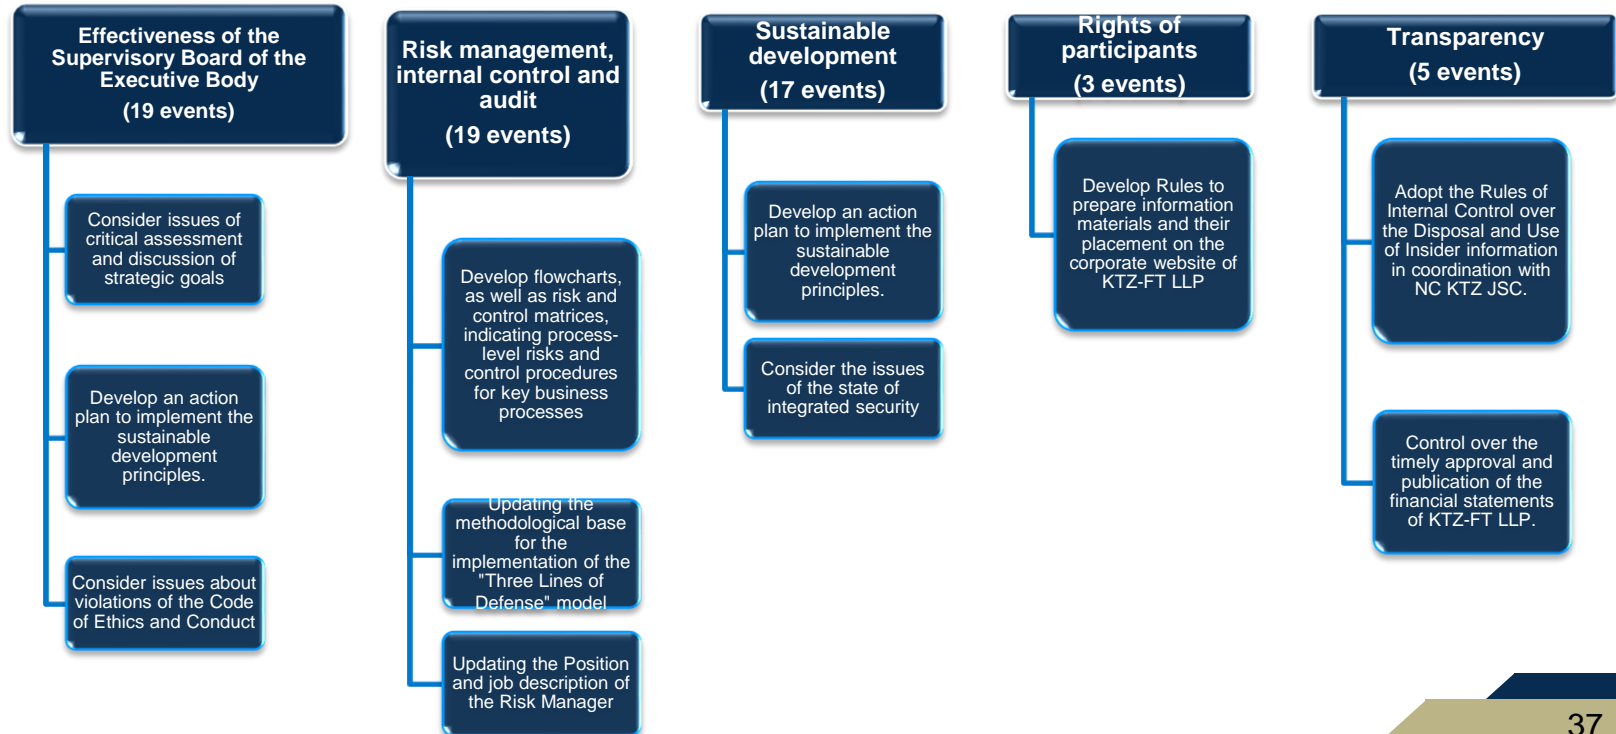 Effectiveness of the
Supervisory Board of the
Executive Body
(19 events)
Consider issues of
critical assessment
and discussion of
strategic goals
Develop an action
plan to implement the
sustainable
development
principles.
Consider issues about
violations of the Code
of Ethics and Conduct
Risk management,
internal control and
audit
(19 events)
Develop flowcharts,
as well as risk and
control matrices,
indicating process-
level risks and
control procedures
for key business
processes
Updating the
methodological base
for the
implementation of the
"Three Lines of
Defense" model
Updating the Position
and job description of
the Risk Manager
Sustainable
development
(17 events)
Develop an action
plan to implement the
sustainable
development
principles.
Consider the issues
of the state of
integrated security
Rights of
participants
(3 events)
Develop Rules to
prepare information
materials and their
placement on the
corporate website of
KTZ-FT LLP
Transparency
(5 events)
Adopt the Rules of
Internal Control over
the Disposal and Use
of Insider information
in coordination with
NC KTZ JSC.
Control over the
timely approval and
publication of the
financial statements
of KTZ-FT LLP.
37